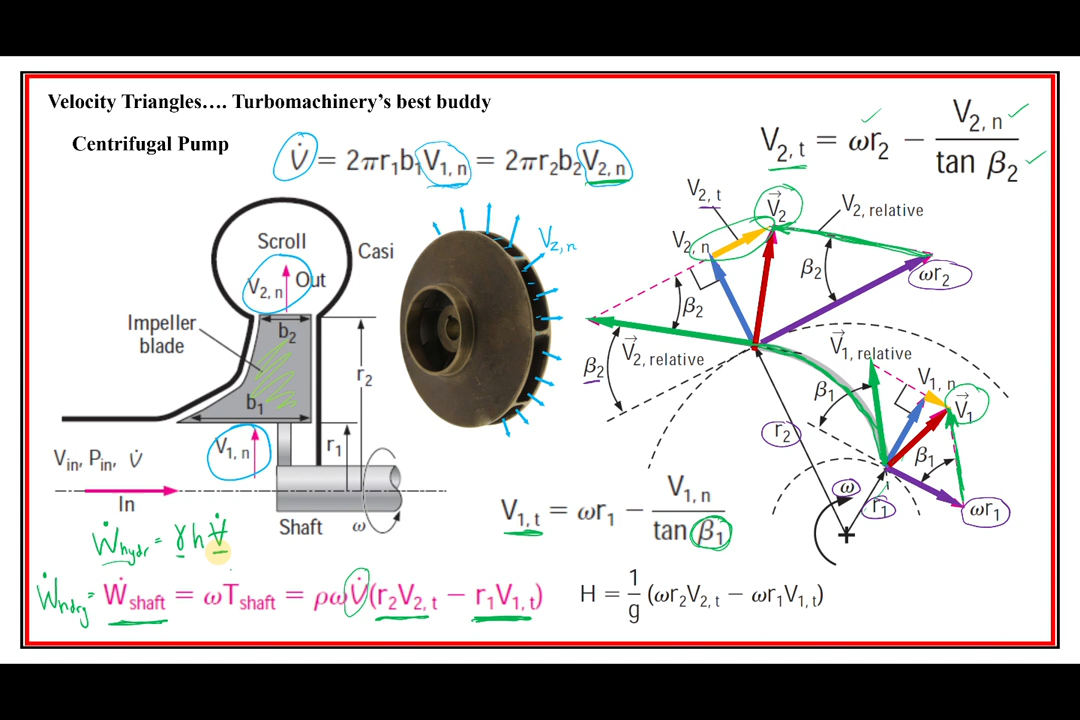 Velocity Triangles…. Turbomachinery's best buddy
Centrifugal Pump
V̇ = 2πr₁b₁V₁, n = 2πr₂b₂V₂, n
V₂, t = ωr₂ − V₂, n / tan β₂
Scroll
Casi
V₂, n
Out
Impeller
blade
b₂
b₁
r₂
r₁
V₁, n
Vin, Pin, V̇
In
Shaft
ω
V₂,n
V₂, t
V⃗₂
V₂, relative
V₂, n
β₂
ωr₂
β₂
β₂
V⃗₂, relative
V⃗₁, relative
V₁, n
V⃗₁
β₁
β₁
r₂
ω
r₁
ωr₁
V₁, t = ωr₁ − V₁, n / tan β₁
Ẇhydr = γh V̇
Ẇhydr = Ẇshaft = ωTshaft = ρωV̇(r₂V₂, t − r₁V₁, t)
H = 1/g (ωr₂V₂, t − ωr₁V₁, t)